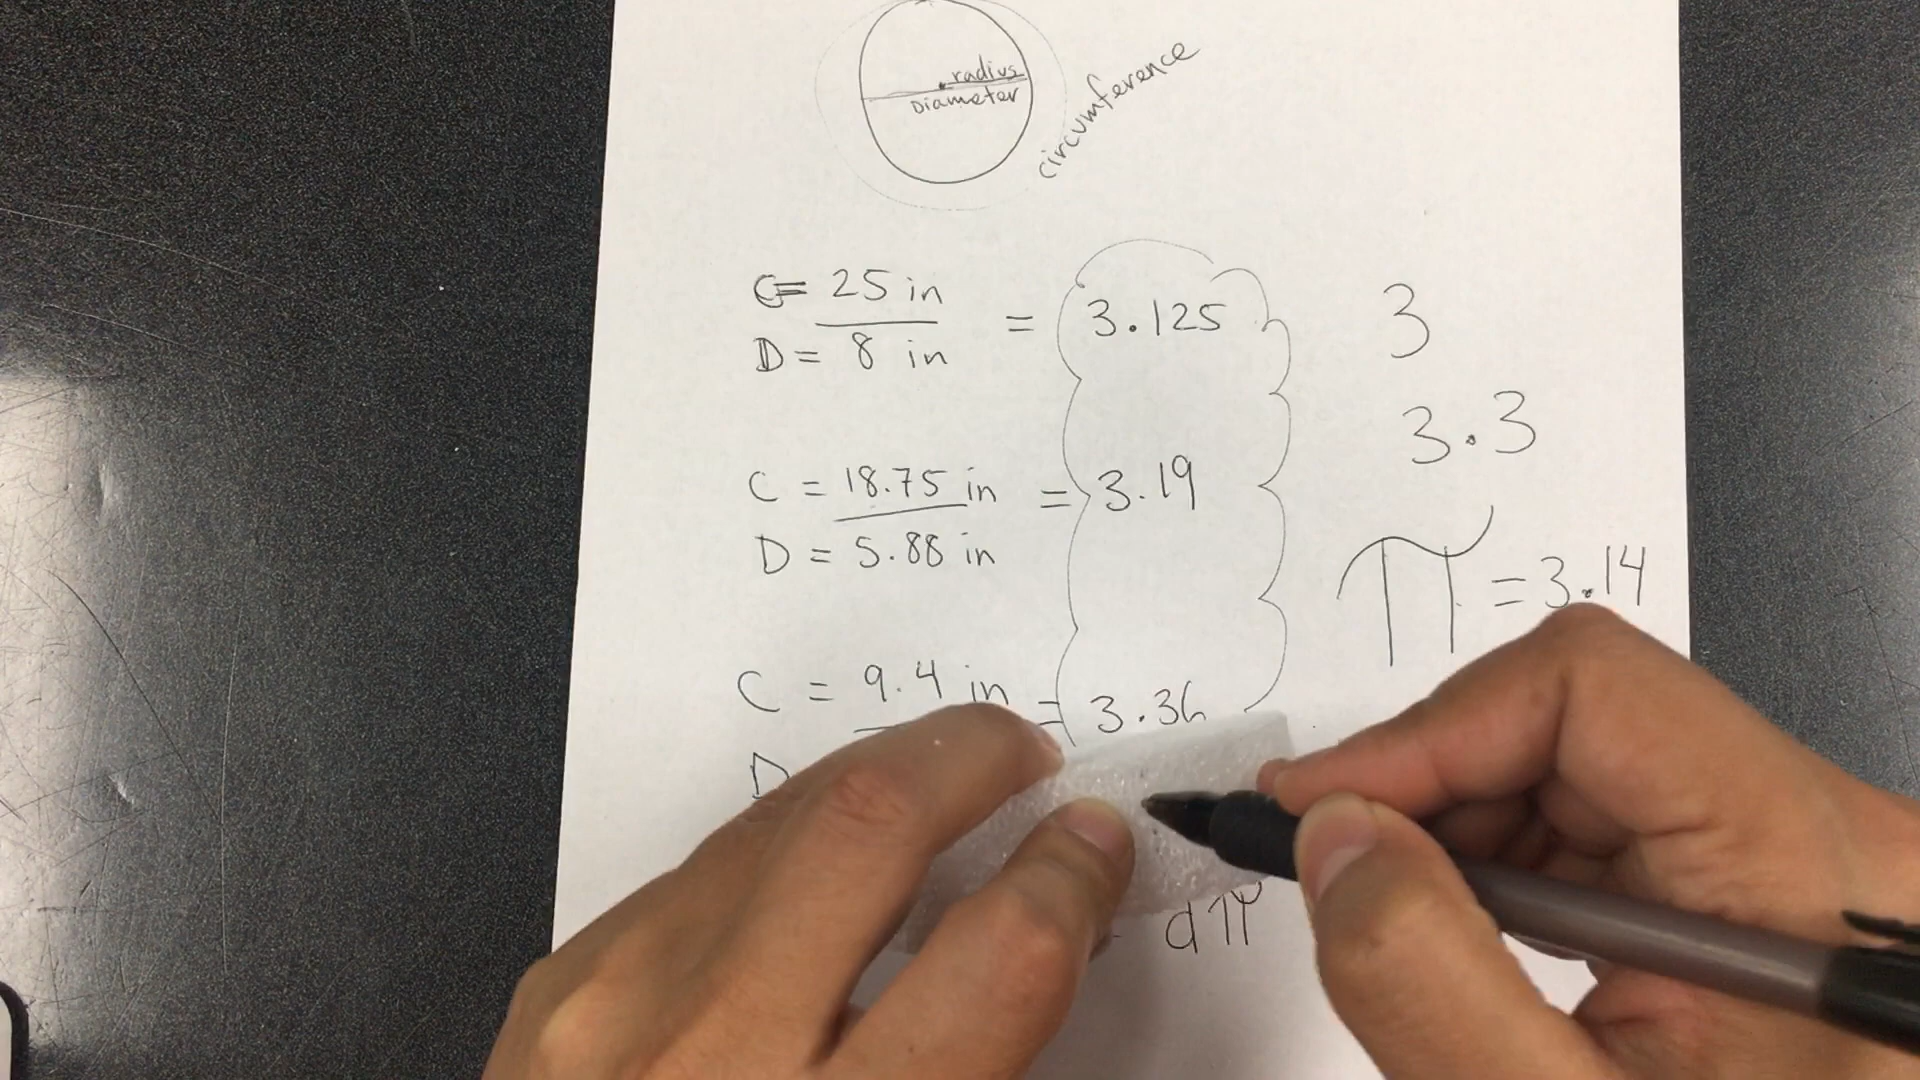 radius
Diameter
circumference
C= 25 in
D = 8 in
= 3.125
3
3.3
C = 18.75 in
D = 5.88 in
= 3.19
π = 3.14
C = 9.4 in
D
= 3.36
dπ